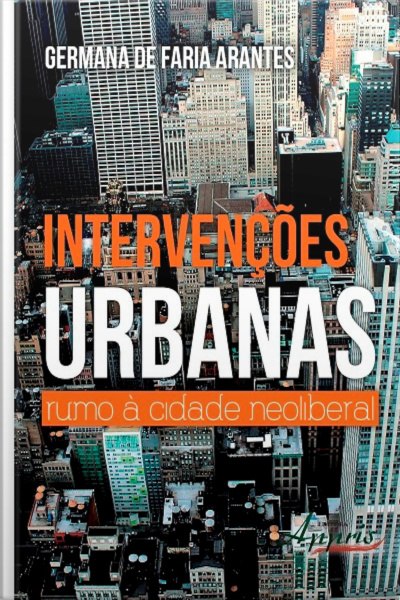 GERMANA DE FARIA ARANTES
INTERVENÇÕES
URBANAS
rumo à cidade neoliberal
Appris